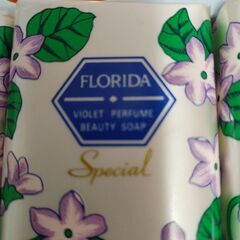 FLORIDA
VIOLET PERFUME
BEAUTY SOAP
Special